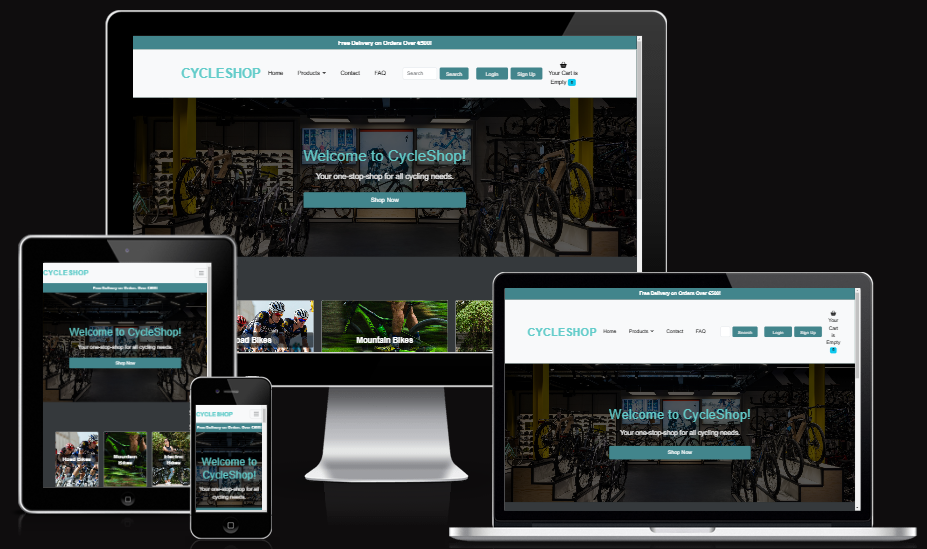 Free Delivery on Orders Over €500!
CYCLESHOP Home Products Contact FAQ Search Search Login Sign Up Your Cart is Empty
Welcome to CycleShop!
Your one-stop-shop for all cycling needs.
Shop Now
Road Bikes Mountain Bikes
CYCLESHOP
Free Delivery on Orders Over €500!
Welcome to CycleShop!
Your one-stop-shop for all cycling needs.
Shop Now
Road Bikes Mountain Bikes Electric Bikes
CYCLESHOP
Free Delivery on Orders Over €500!
Welcome to
CycleShop!
Your one-stop-shop for all
cycling needs.
Free Delivery on Orders Over €500!
CYCLESHOP Home Products Contact FAQ Search Login Sign Up Your Cart is Empty
Welcome to CycleShop!
Your one-stop-shop for all cycling needs.
Shop Now